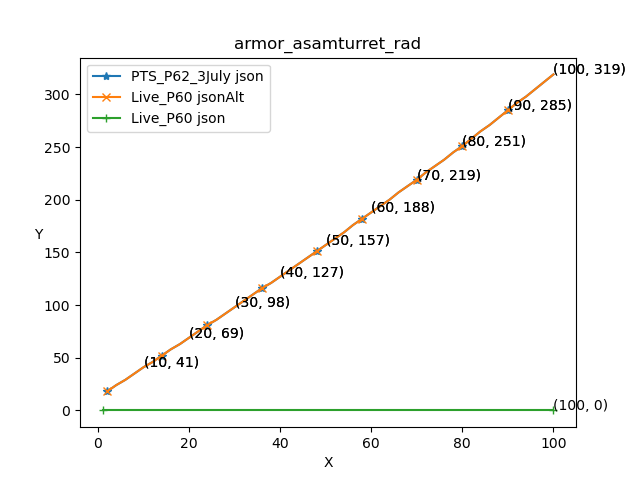 armor_asamturret_rad
PTS_P62_3July json
Live_P60 jsonAlt
Live_P60 json
(100, 319)
(90, 285)
(80, 251)
(70, 219)
(60, 188)
(50, 157)
(40, 127)
(30, 98)
(20, 69)
(10, 41)
(100, 0)
300
250
200
150
100
50
0
Y
0 20 40 60 80 100
X